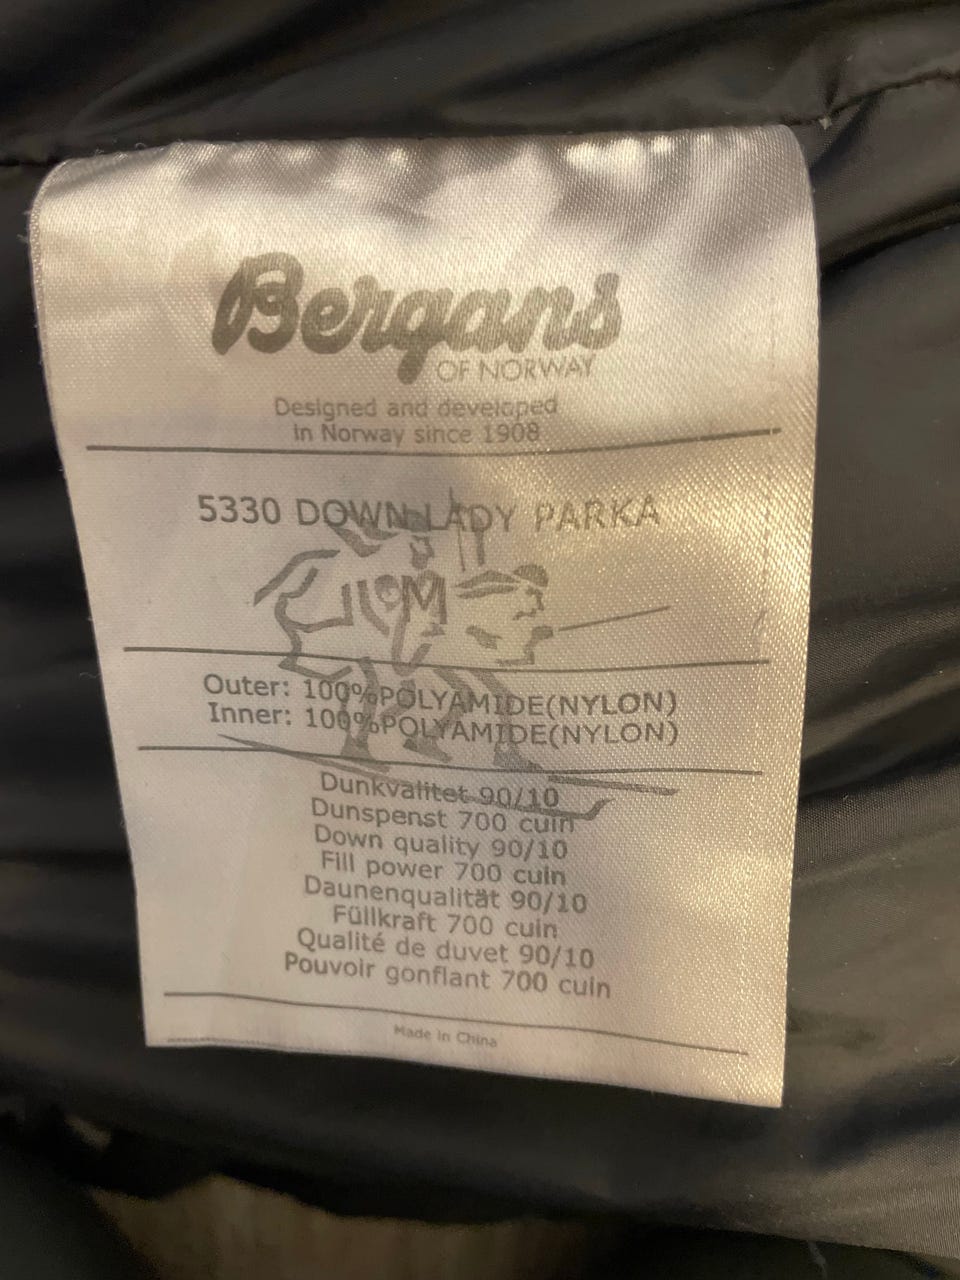 Bergans
OF NORWAY
Designed and developed
in Norway since 1908
5330 DOWN LADY PARKA
Outer: 100%POLYAMIDE(NYLON)
Inner: 100%POLYAMIDE(NYLON)
Dunkvalitet 90/10
Dunspenst 700 cuin
Down quality 90/10
Fill power 700 cuin
Daunenqualität 90/10
Füllkraft 700 cuin
Qualité de duvet 90/10
Pouvoir gonflant 700 cuin
Made in China